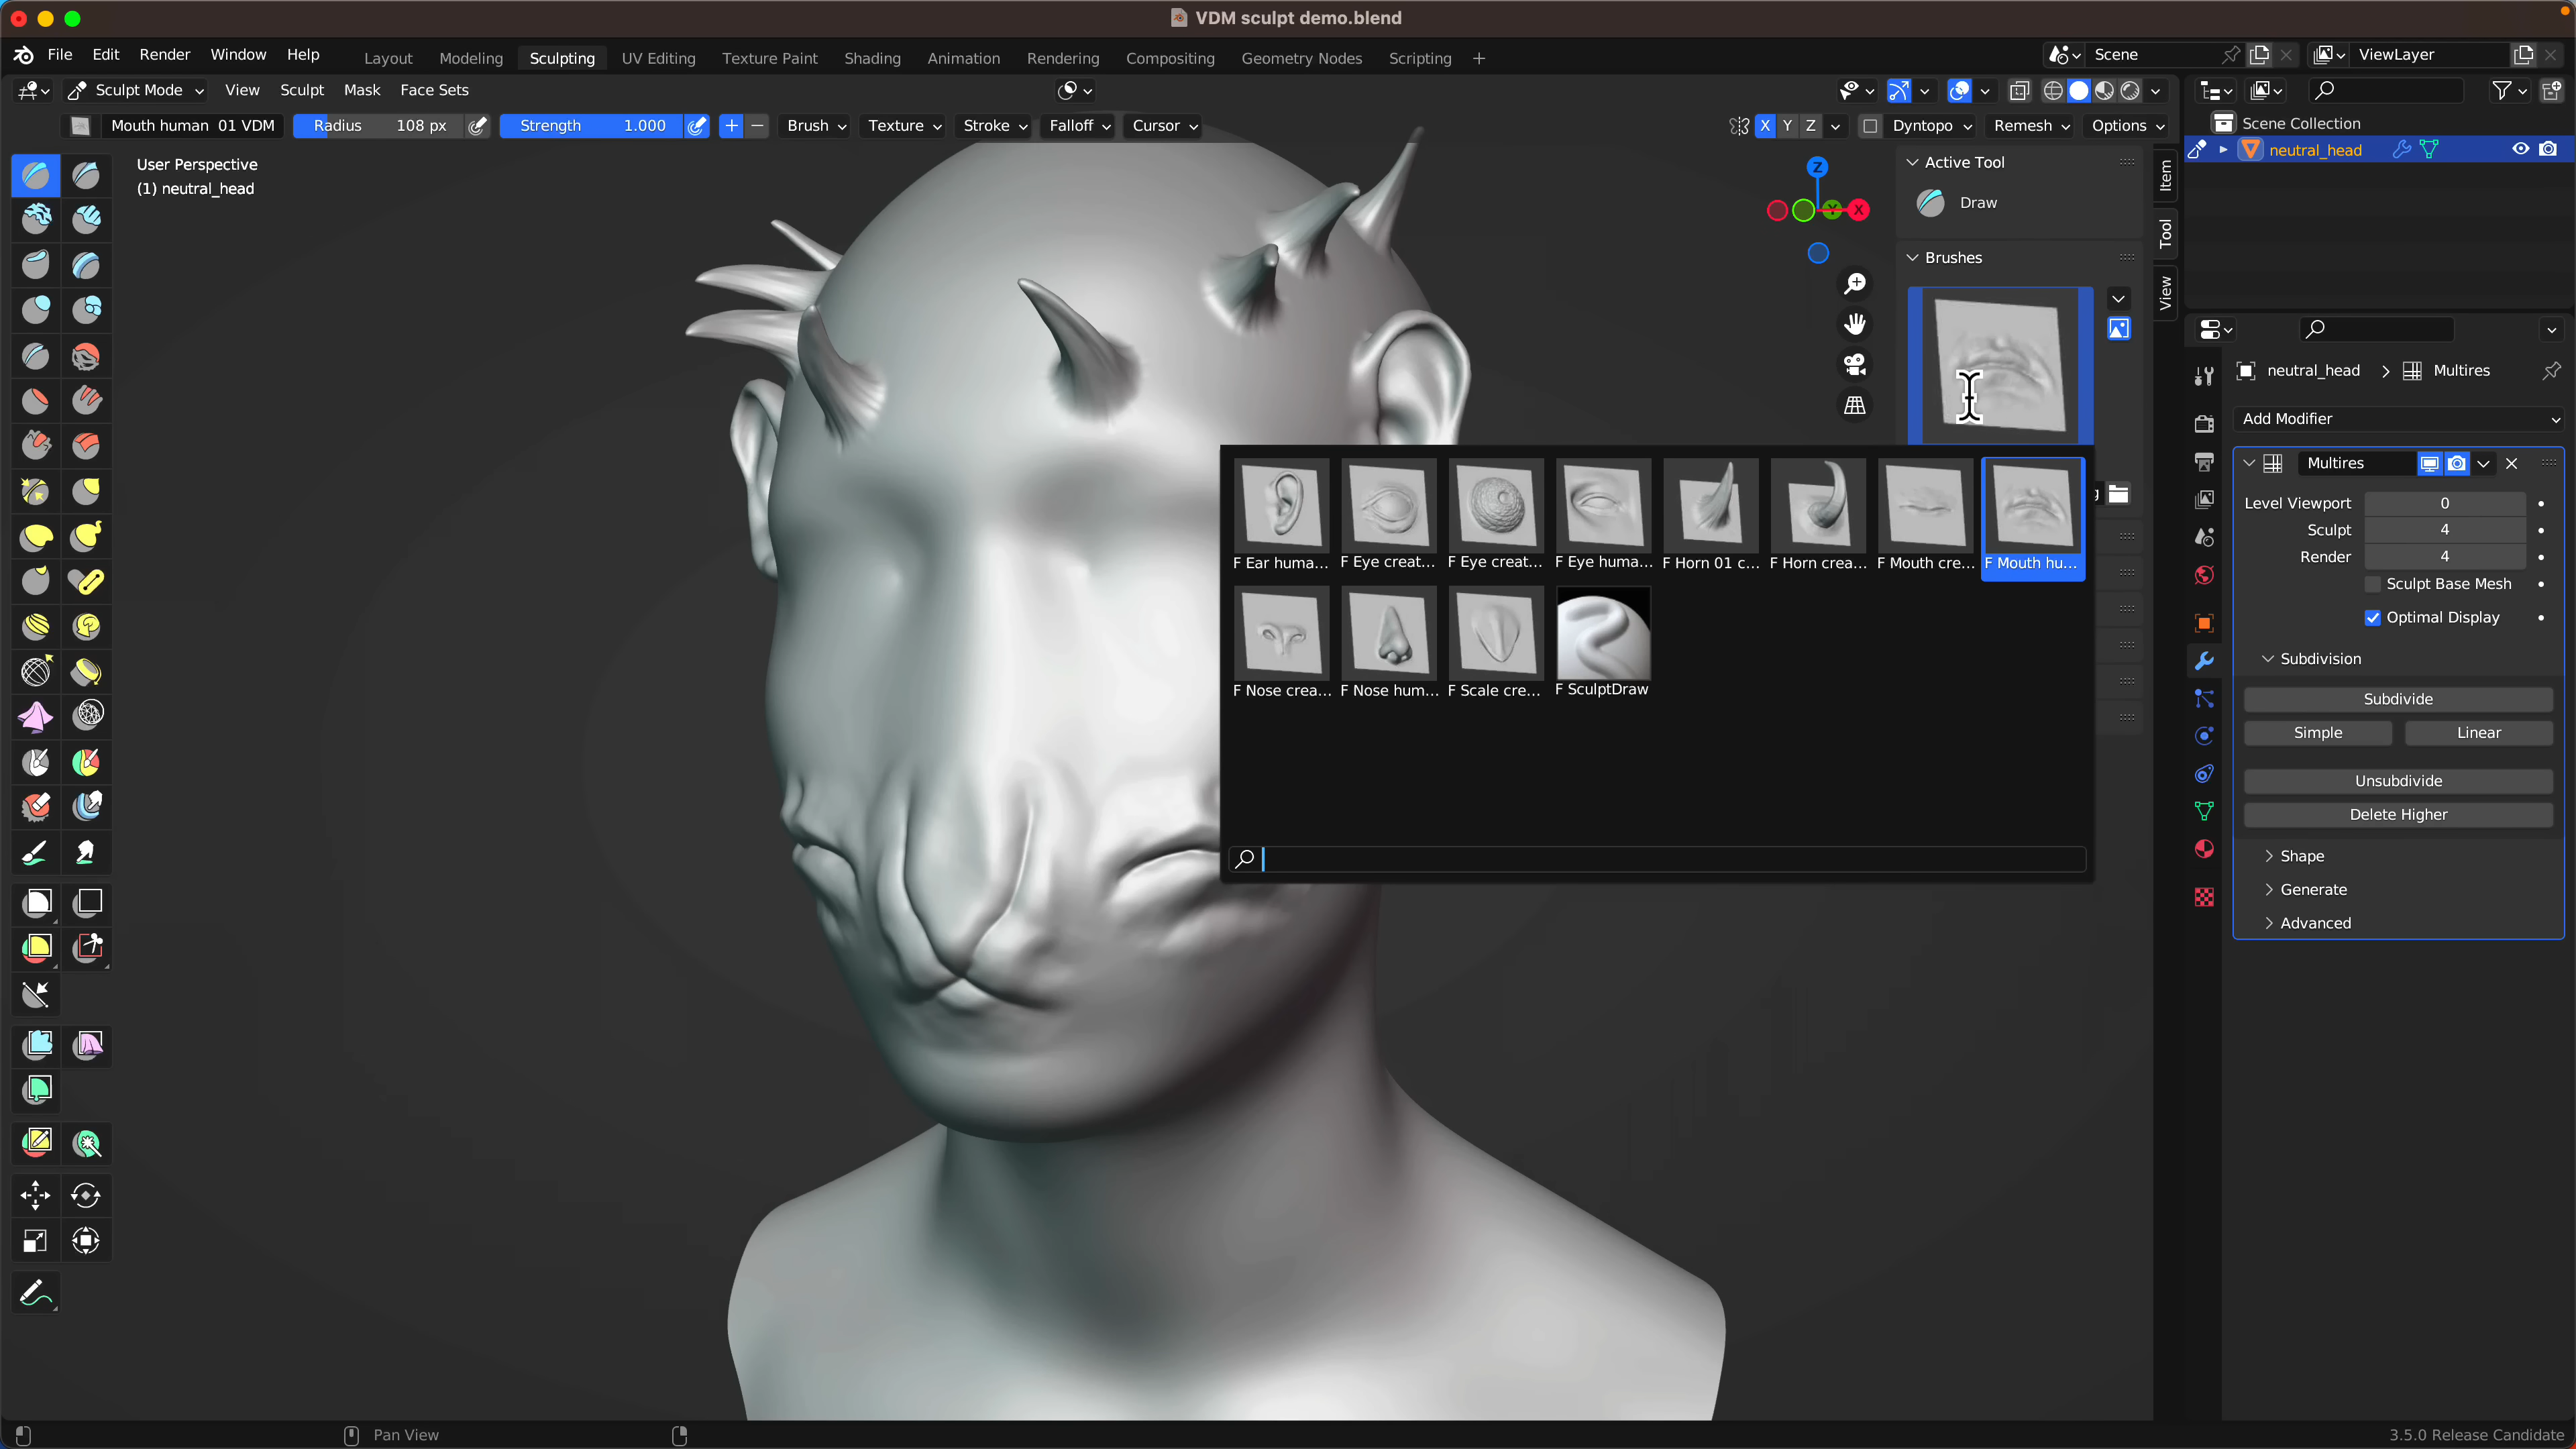 VDM sculpt demo.blend
File Edit Render Window Help Layout Modeling Sculpting UV Editing Texture Paint Shading Animation Rendering Compositing Geometry Nodes Scripting + Scene ViewLayer
Sculpt Mode View Sculpt Mask Face Sets
Mouth human 01 VDM Radius 108 px Strength 1.000 + − Brush Texture Stroke Falloff Cursor X Y Z Dyntopo Remesh Options
Scene Collection
neutral_head
User Perspective
(1) neutral_head
Z
Y
X
Active Tool
Draw
Brushes
Item
Tool
View
F Ear huma... F Eye creat... F Eye creat... F Eye huma... F Horn 01 c... F Horn crea... F Mouth cre... F Mouth hu...
F Nose crea... F Nose hum... F Scale cre... F SculptDraw
neutral_head > Multires
Add Modifier
Multires
Level Viewport 0
Sculpt 4
Render 4
Sculpt Base Mesh
Optimal Display
Subdivision
Subdivide
Simple Linear
Unsubdivide
Delete Higher
Shape
Generate
Advanced
Pan View
3.5.0 Release Candidate